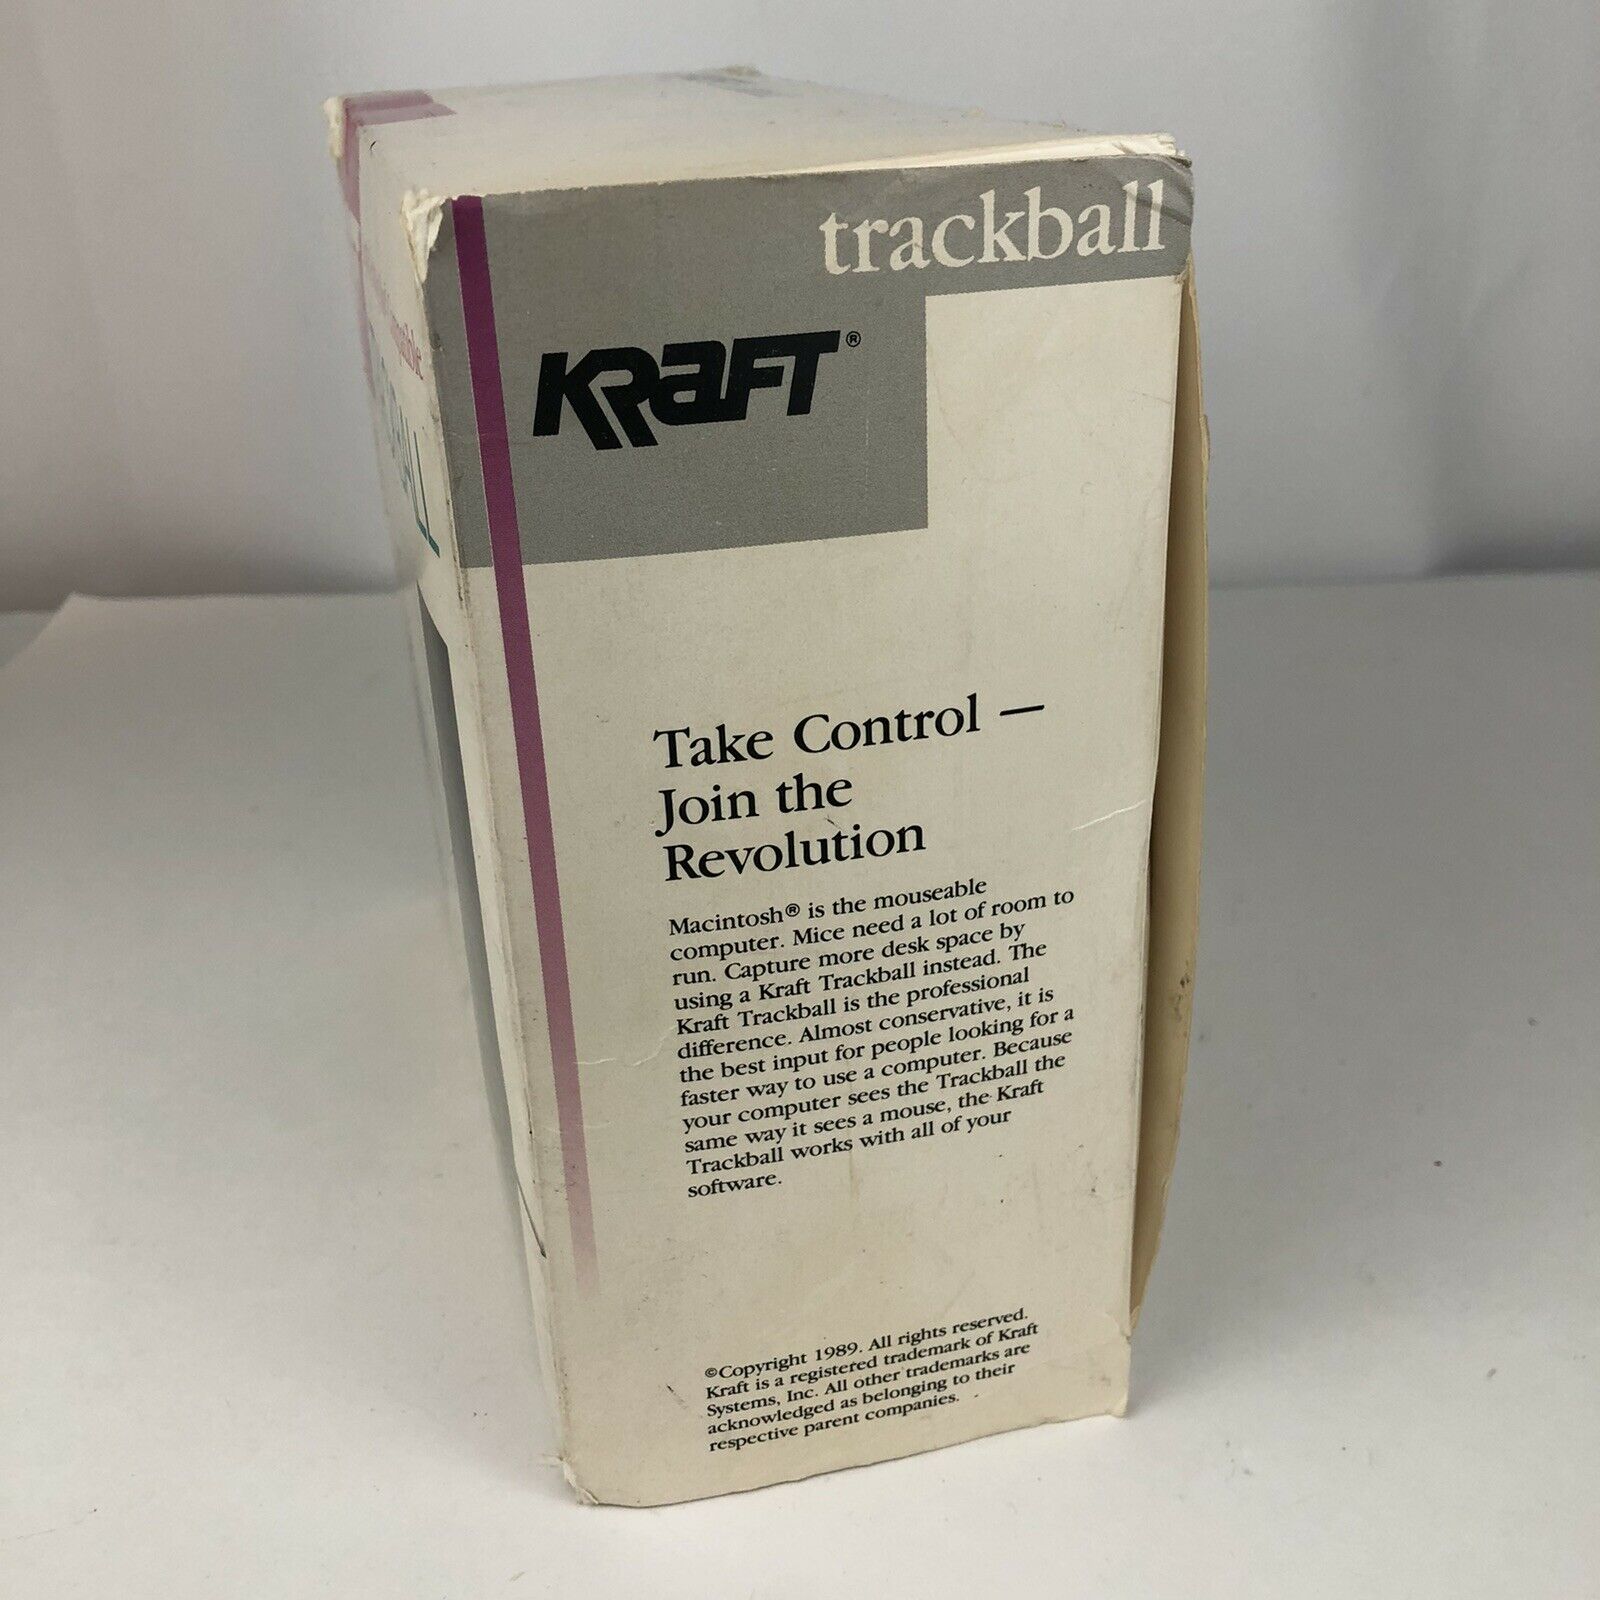 trackball
KRAFT®
Take Control —
Join the
Revolution
Macintosh® is the mouseable
computer. Mice need a lot of room to
run. Capture more desk space by
using a Kraft Trackball instead. The
Kraft Trackball is the professional
difference. Almost conservative, it is
the best input for people looking for a
faster way to use a computer. Because
your computer sees the Trackball the
same way it sees a mouse, the Kraft
Trackball works with all of your
software.
©Copyright 1989. All rights reserved.
Kraft is a registered trademark of Kraft
Systems, Inc. All other trademarks are
acknowledged as belonging to their
respective parent companies.